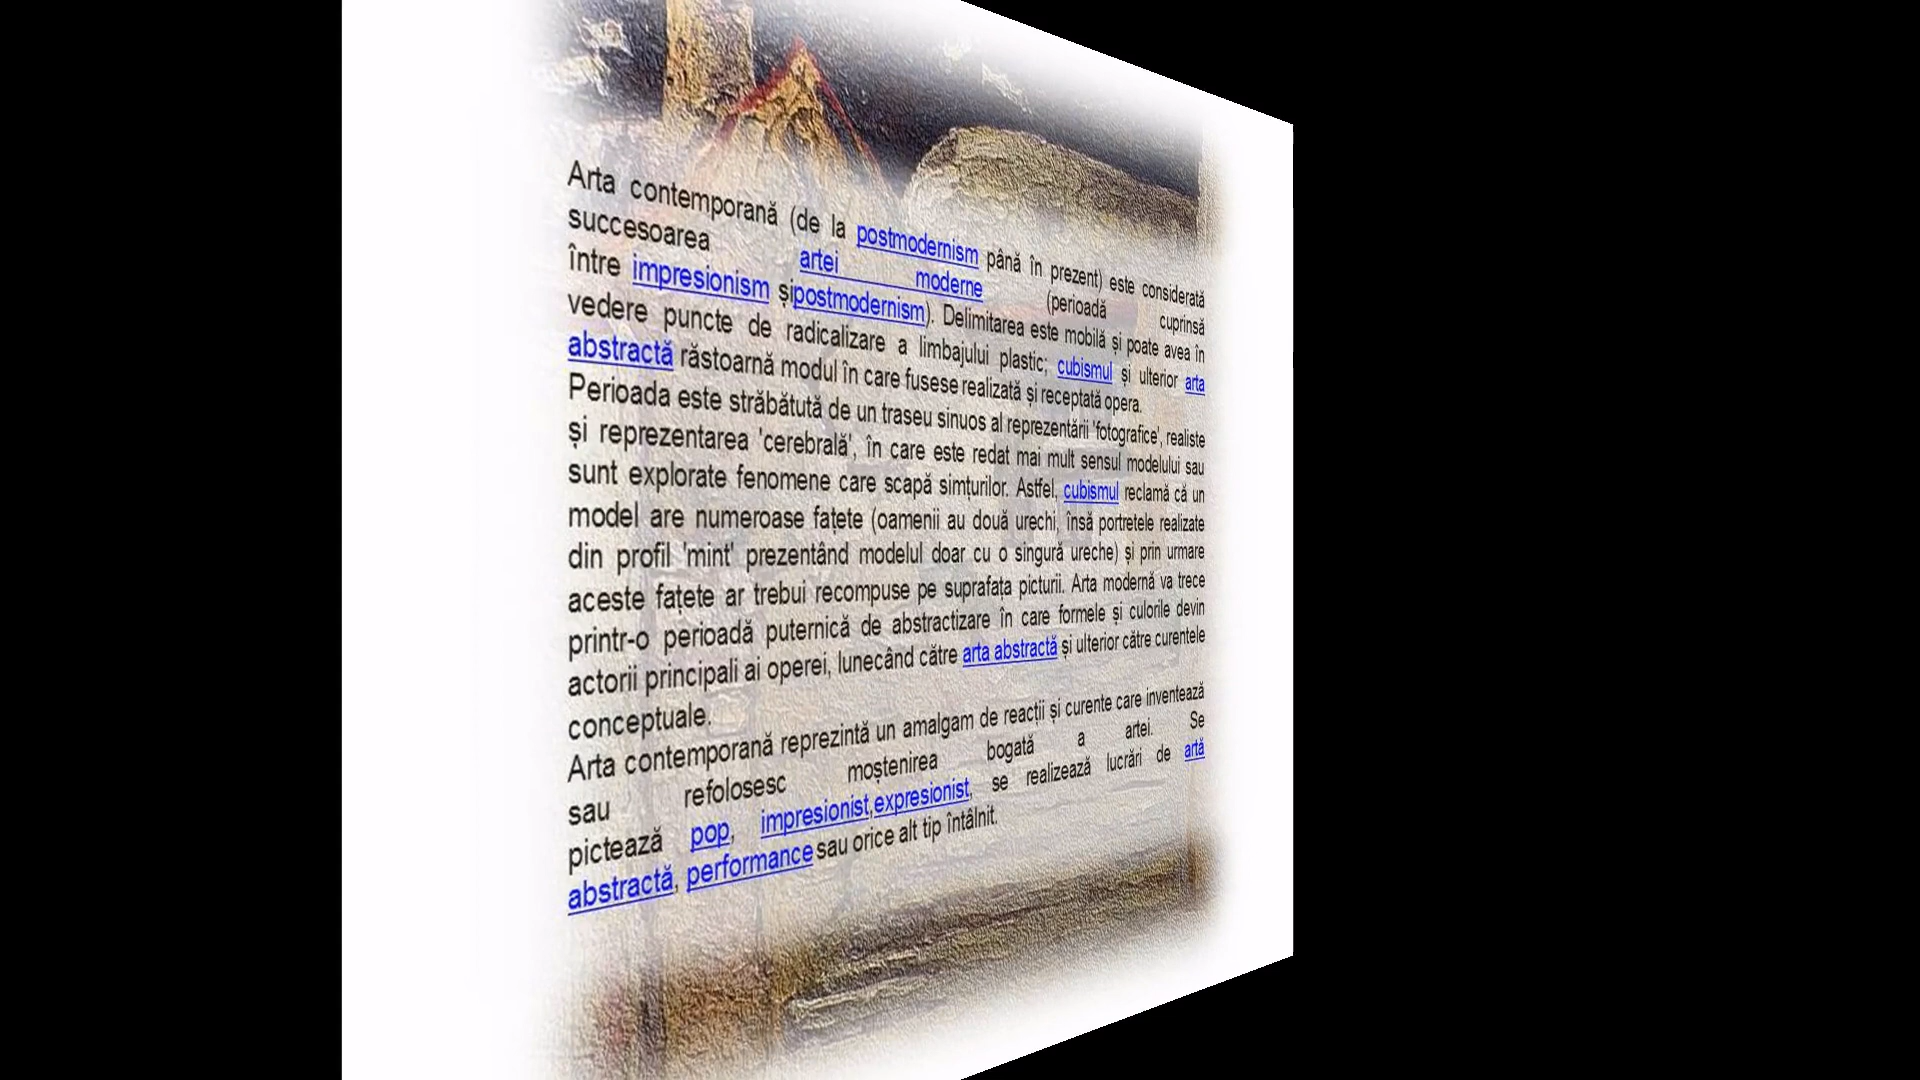 Arta contemporană (de la postmodernism până în prezent) este considerată
succesoarea artei moderne (perioadă cuprinsă
între impresionism șipostmodernism). Delimitarea este mobilă și poate avea în
vedere puncte de radicalizare a limbajului plastic; cubismul și ulterior arta
abstractă răstoarnă modul în care fusese realizată și receptată opera.
Perioada este străbătută de un traseu sinuos al reprezentării 'fotografice', realiste
și reprezentarea 'cerebrală', în care este redat mai mult sensul modelului sau
sunt explorate fenomene care scapă simțurilor. Astfel, cubismul reclamă că un
model are numeroase fațete (oamenii au două urechi, însă portretele realizate
din profil 'mint' prezentând modelul doar cu o singură ureche) și prin urmare
aceste fațete ar trebui recompuse pe suprafața picturii. Arta modernă va trece
printr-o perioadă puternică de abstractizare în care formele și culorile devin
actorii principali ai operei, lunecând către arta abstractă și ulterior către curentele
conceptuale.
Arta contemporană reprezintă un amalgam de reacții și curente care inventează
sau refolosesc moștenirea bogată a artei. Se
pictează pop, impresionist,expresionist, se realizează lucrări de artă
abstractă, performance sau orice alt tip întâlnit.